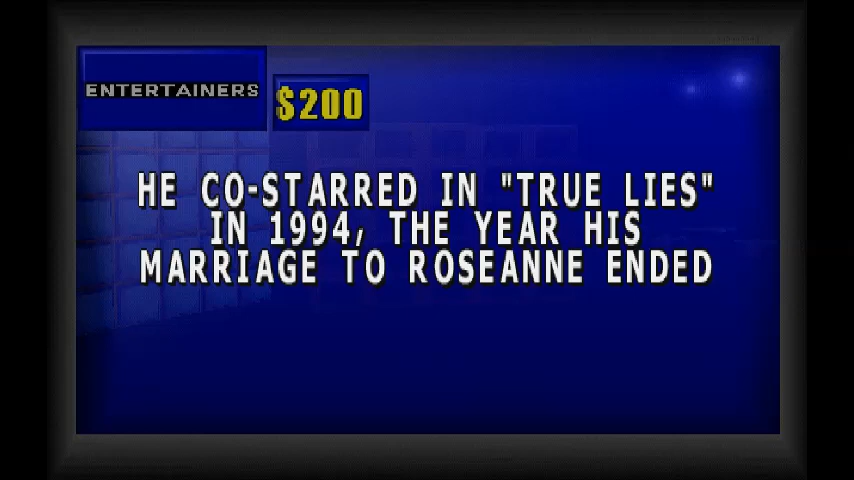 ENTERTAINERS
$200
HE CO-STARRED IN "TRUE LIES"
IN 1994, THE YEAR HIS
MARRIAGE TO ROSEANNE ENDED